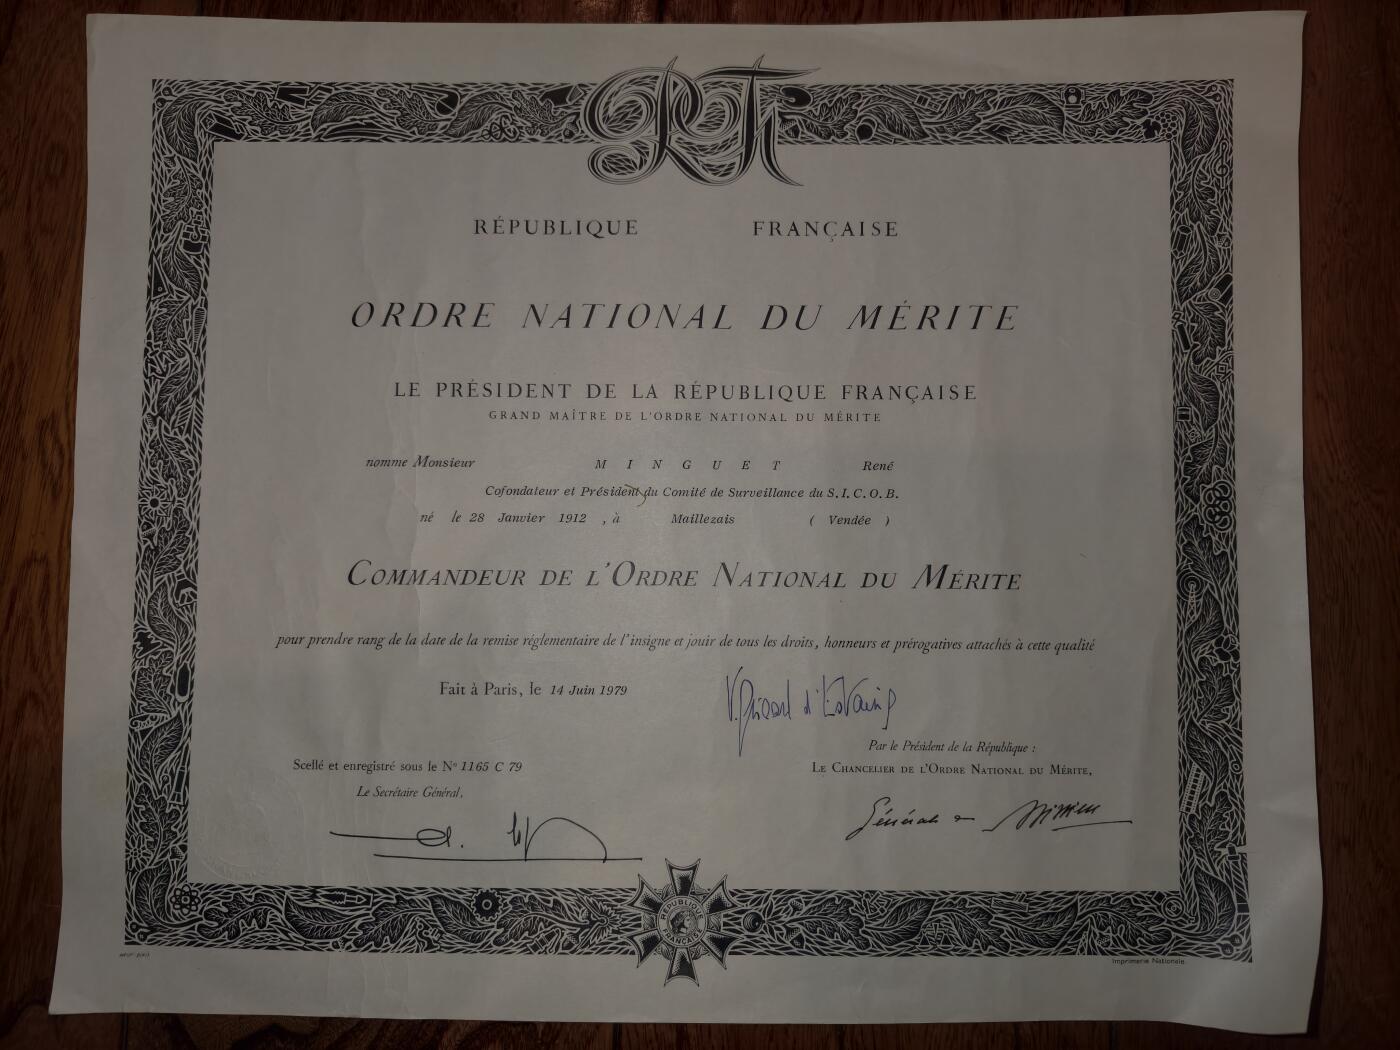 RF
RÉPUBLIQUE FRANÇAISE
ORDRE NATIONAL DU MÉRITE
LE PRÉSIDENT DE LA RÉPUBLIQUE FRANÇAISE
GRAND MAÎTRE DE L'ORDRE NATIONAL DU MÉRITE
nomme Monsieur MINGUET René
Cofondateur et Président du Comité de Surveillance du S.I.C.O.B.
né le 28 Janvier 1912 , à Maillezais ( Vendée )
COMMANDEUR DE L'ORDRE NATIONAL DU MÉRITE
pour prendre rang de la date de la remise réglementaire de l'insigne et jouir de tous les droits, honneurs et prérogatives attachés à cette qualité
Fait à Paris, le 14 Juin 1979
V. Giscard d'Estaing
Par le Président de la République :
Scellé et enregistré sous le N° 1165 C 79
LE CHANCELIER DE L'ORDRE NATIONAL DU MÉRITE,
Le Secrétaire Général,
Général de
RÉPUBLIQUE FRANÇAISE
Imprimerie Nationale.